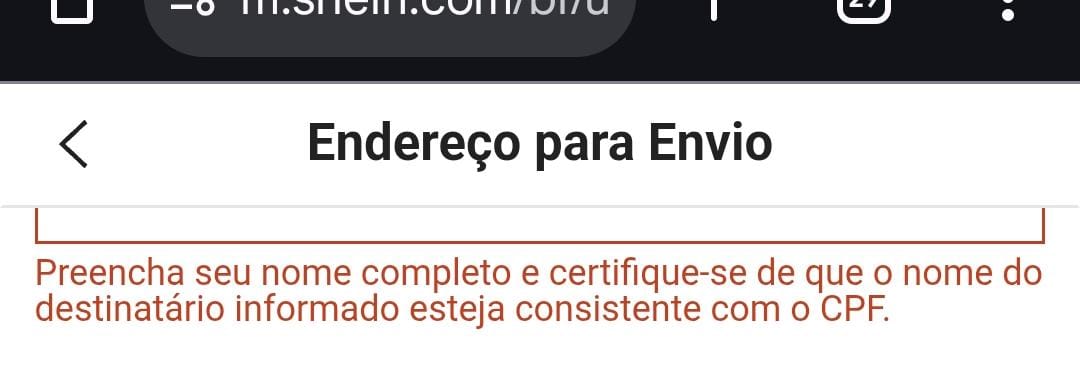 m.shein.com/br/u
27
Endereço para Envio
Preencha seu nome completo e certifique-se de que o nome do
destinatário informado esteja consistente com o CPF.